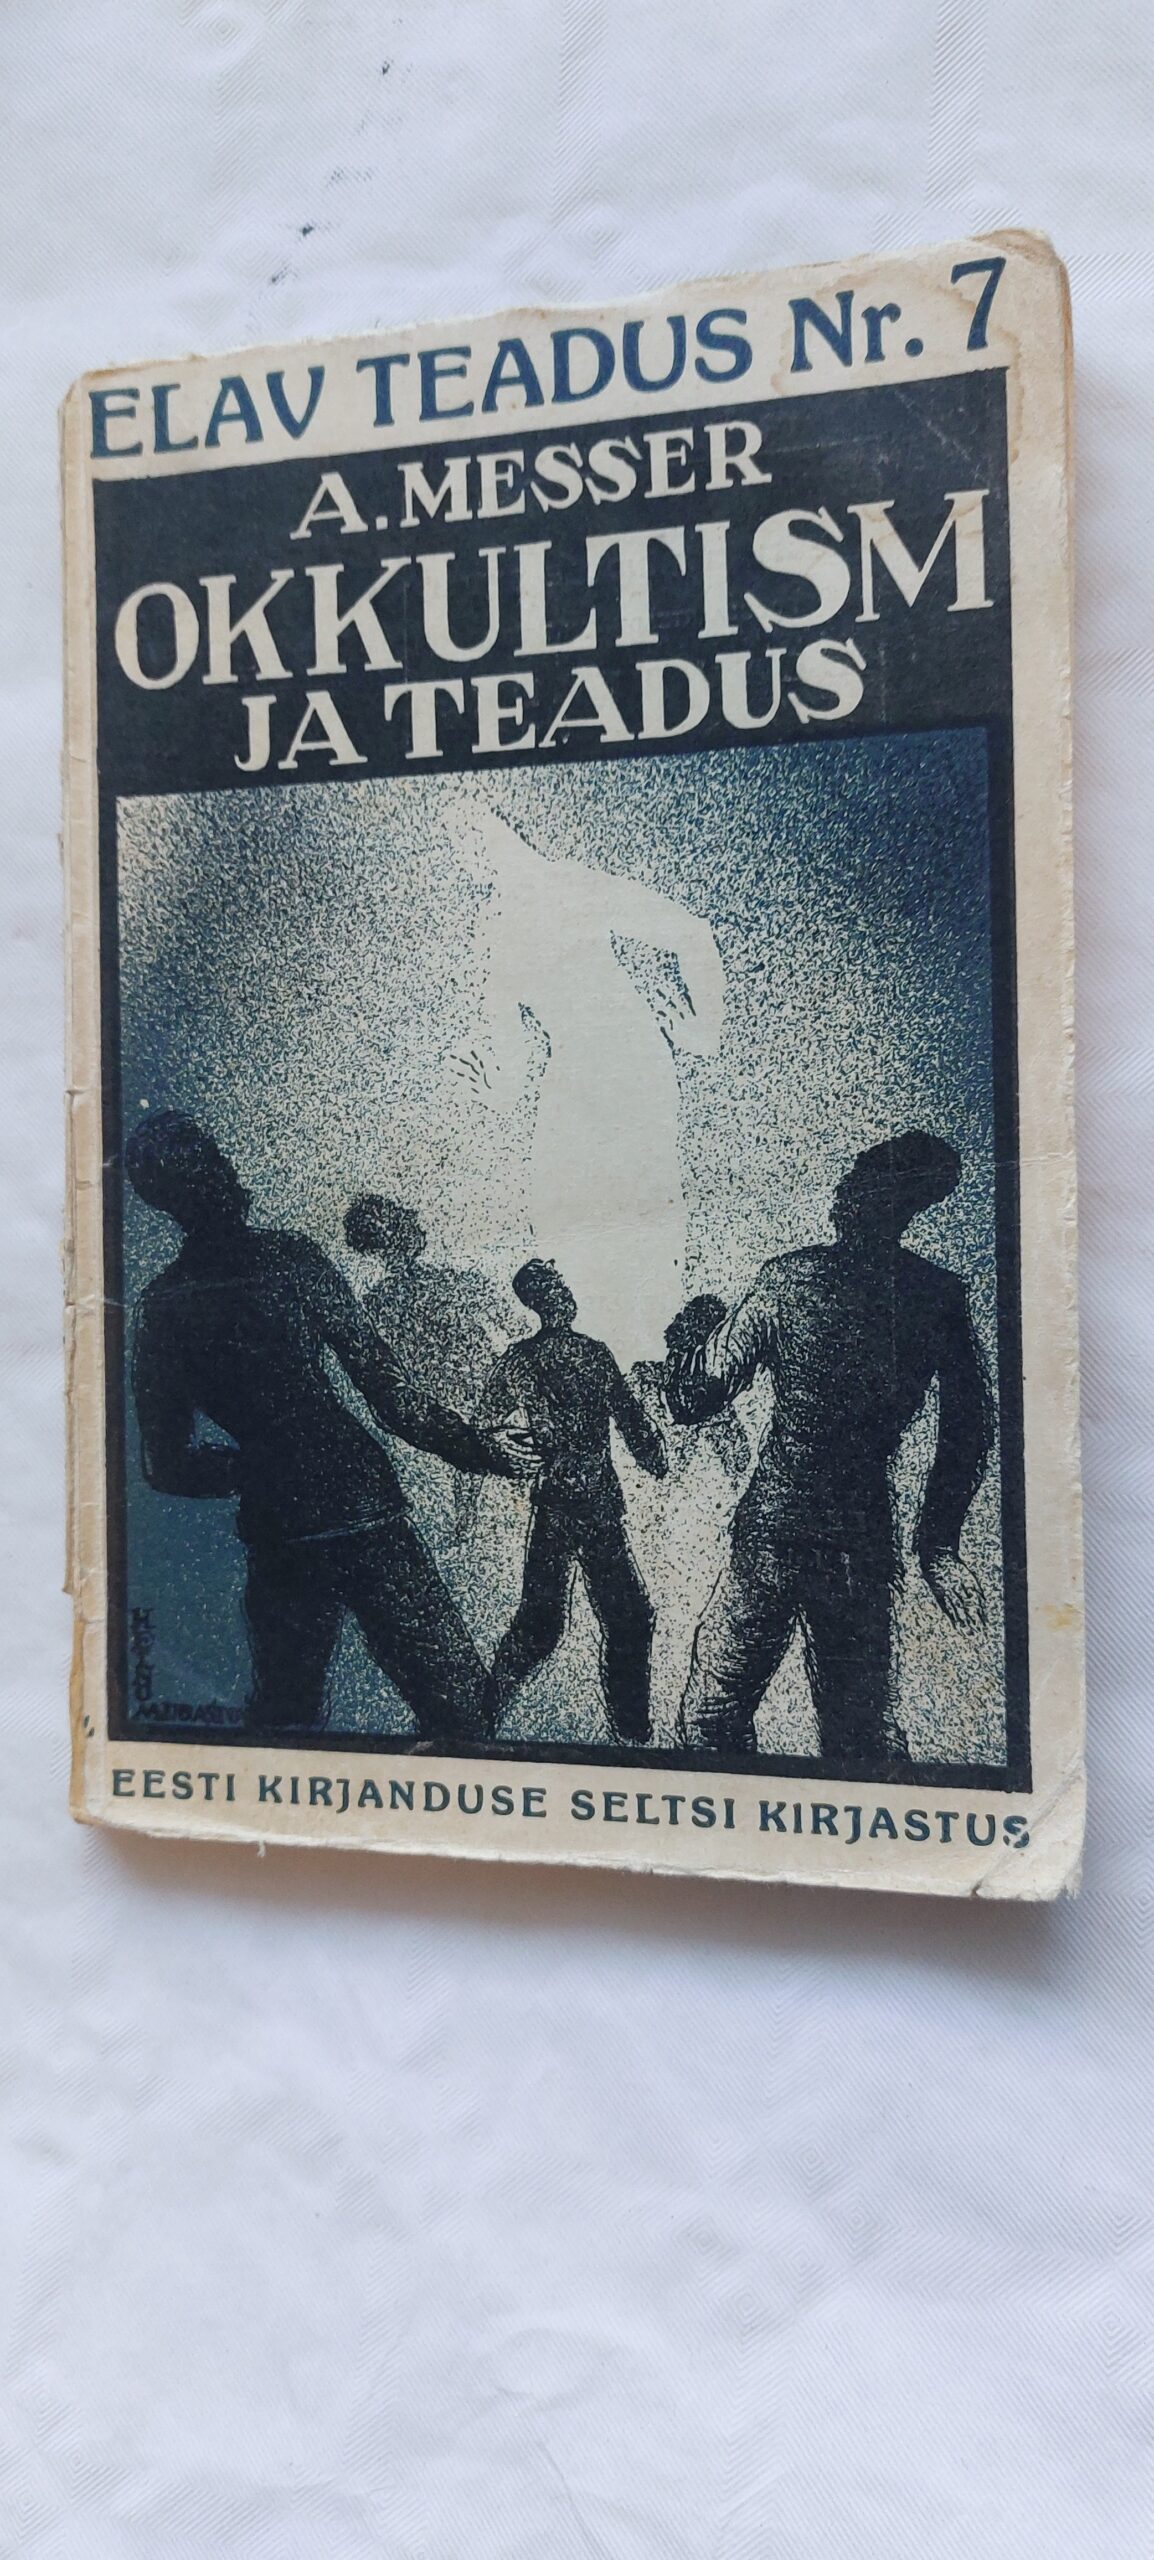 ELAV TEADUS Nr. 7
A. MESSER
OKKULTISM
JA TEADUS
EESTI KIRJANDUSE SELTSI KIRJASTUS